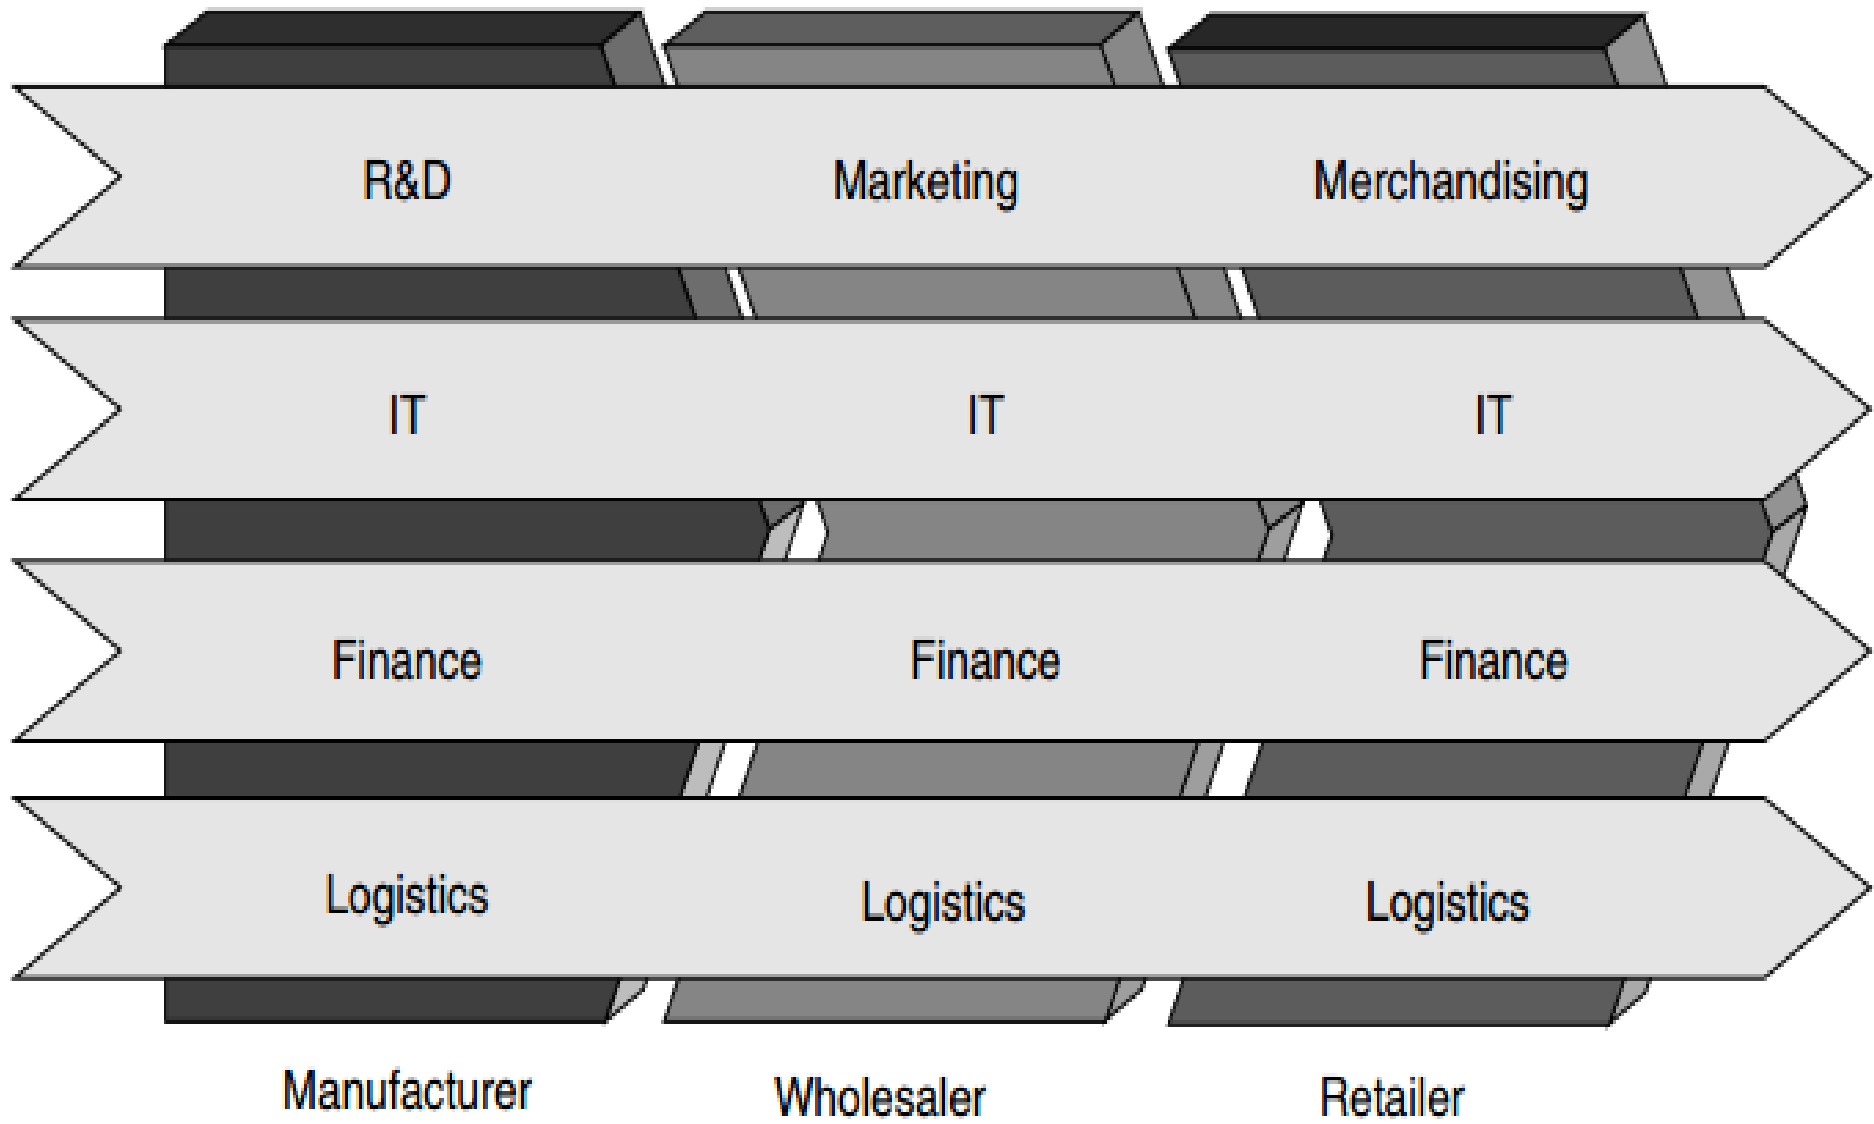 R&D Marketing Merchandising
IT IT IT
Finance Finance Finance
Logistics Logistics Logistics
Manufacturer Wholesaler Retailer